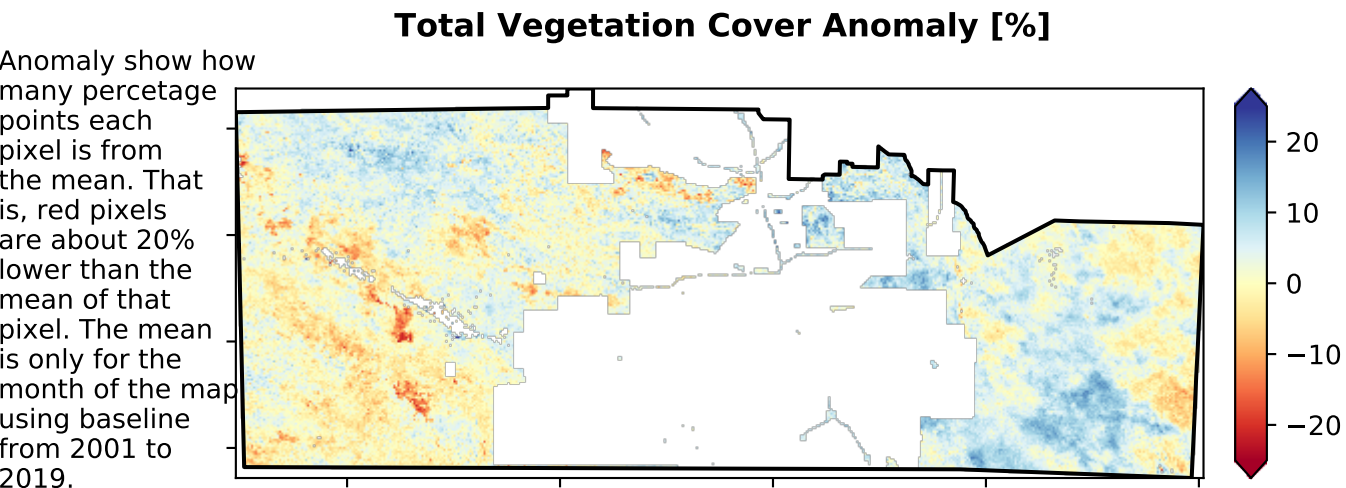 Total Vegetation Cover Anomaly [%]
Anomaly show how
many percetage
points each
pixel is from
the mean. That
is, red pixels
are about 20%
lower than the
mean of that
pixel. The mean
is only for the
month of the map
using baseline
from 2001 to
2019.
20
10
0
−10
−20